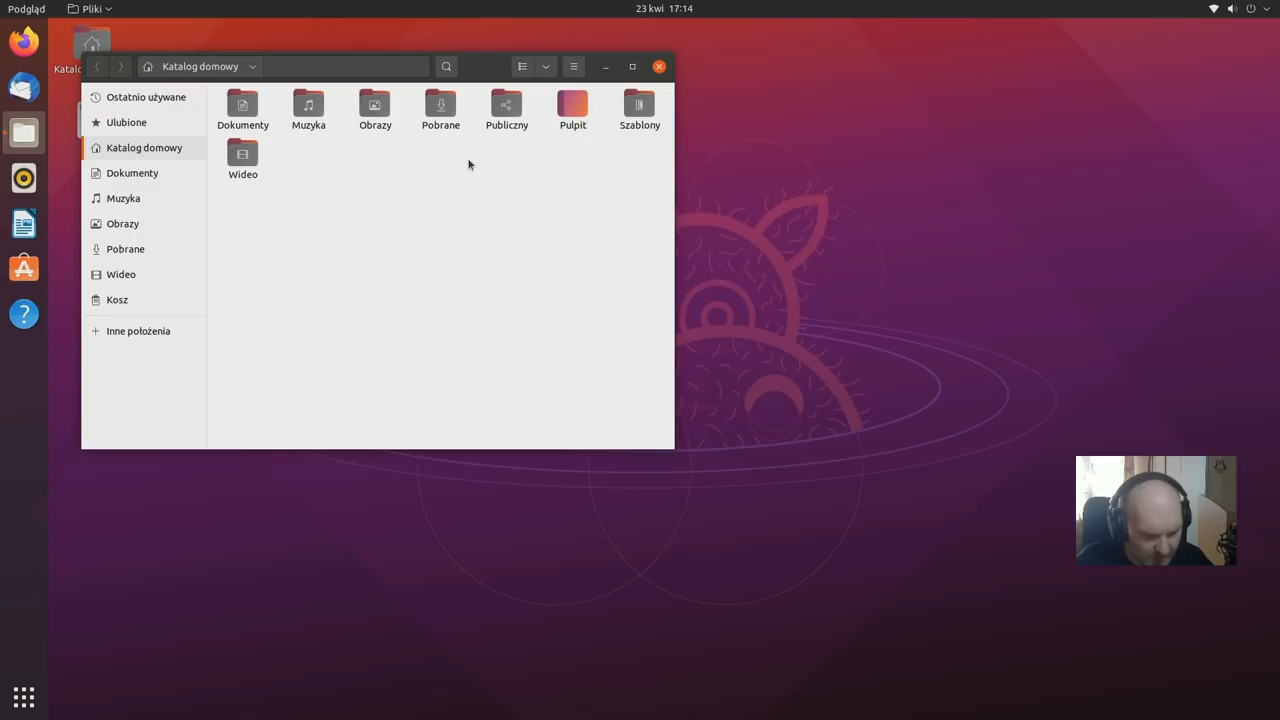 Podgląd
Pliki
23 kwi 17:14
Katalog domowy
Ostatnio używane
Ulubione
Katalog domowy
Dokumenty
Muzyka
Obrazy
Pobrane
Wideo
Kosz
Inne położenia
Dokumenty
Muzyka
Obrazy
Pobrane
Publiczny
Pulpit
Szablony
Wideo